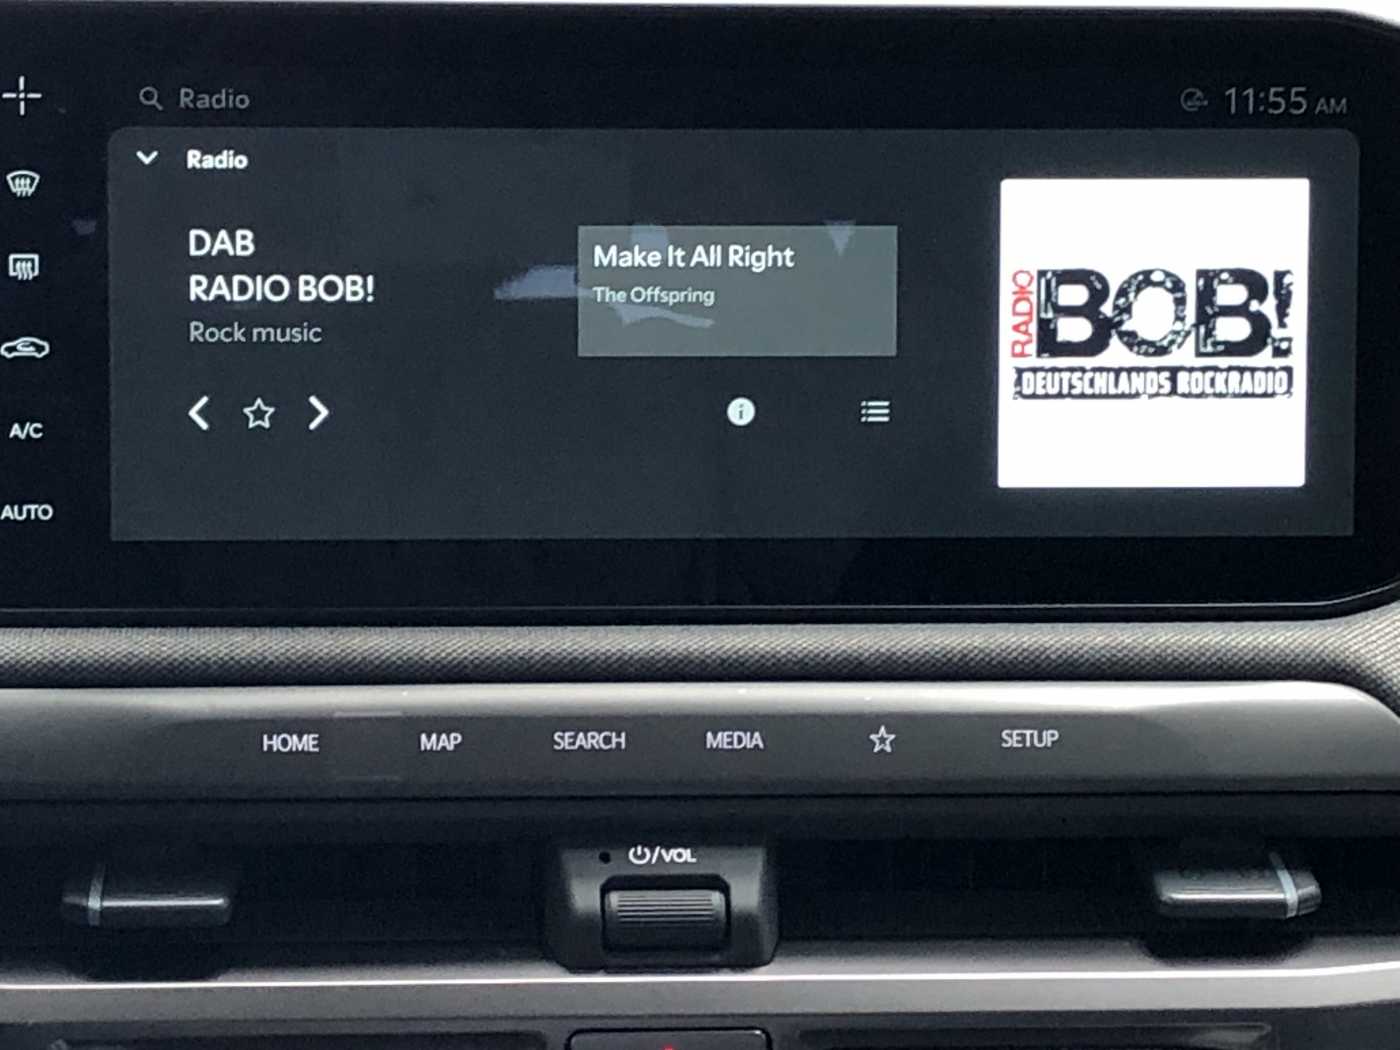 Radio
11:55 AM
Radio
DAB
RADIO BOB!
Rock music
Make It All Right
The Offspring
RADIO
BOB!
DEUTSCHLANDS ROCKRADIO
A/C
AUTO
HOME MAP SEARCH MEDIA SETUP
/VOL